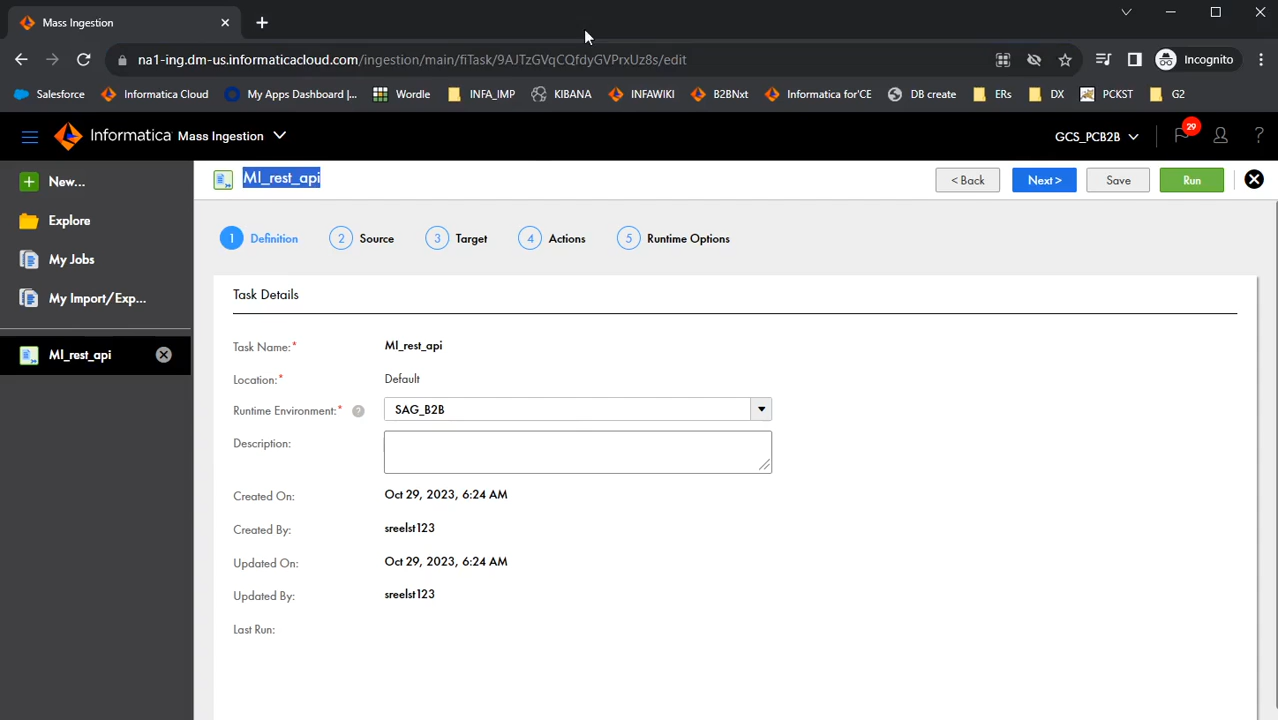 Mass Ingestion
na1-ing.dm-us.informaticacloud.com/ingestion/main/fiTask/9AJTzGVqCQfdyGVPrxUz8s/edit
Incognito
Salesforce
Informatica Cloud
My Apps Dashboard |...
Wordle
INFA_IMP
KIBANA
INFAWIKI
B2BNxt
Informatica for'CE
DB create
ERs
DX
PCKST
G2
Informatica Mass Ingestion
GCS_PCB2B
29
?
New...
Explore
My Jobs
My Import/Exp...
MI_rest_api
MI_rest_api
< Back
Next >
Save
Run
1 Definition
2 Source
3 Target
4 Actions
5 Runtime Options
Task Details
Task Name:* MI_rest_api
Location:* Default
Runtime Environment:* ? SAG_B2B
Description:
Created On: Oct 29, 2023, 6:24 AM
Created By: sreelst123
Updated On: Oct 29, 2023, 6:24 AM
Updated By: sreelst123
Last Run: